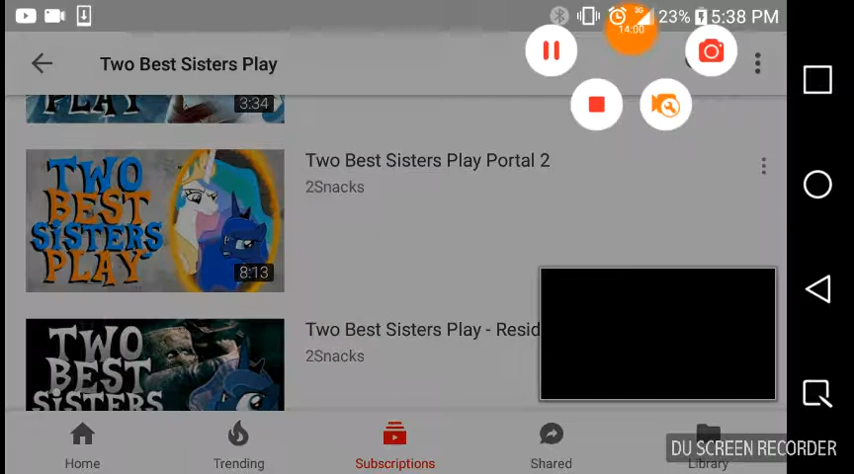 3G
14:00
23%
5:38 PM
Two Best Sisters Play
PLAY
3:34
TWO
BEST
SISTERS
PLAY
8:13
Two Best Sisters Play Portal 2
2Snacks
TWO
BEST
SISTERS
Two Best Sisters Play - Resid
2Snacks
Home
Trending
Subscriptions
Shared
Library
DU SCREEN RECORDER